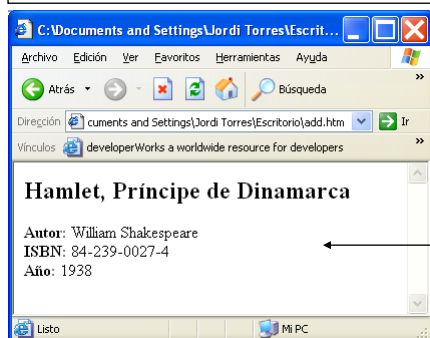 C:\Documents and Settings\Jordi Torres\Escrit...
Archivo Edición Ver Favoritos Herramientas Ayuda »
Atrás Búsqueda »
Dirección cuments and Settings\Jordi Torres\Escritorio\add.htm Ir
Vínculos developerWorks a worldwide resource for developers »
Hamlet, Príncipe de Dinamarca
Autor: William Shakespeare
ISBN: 84-239-0027-4
Año: 1938
Listo Mi PC